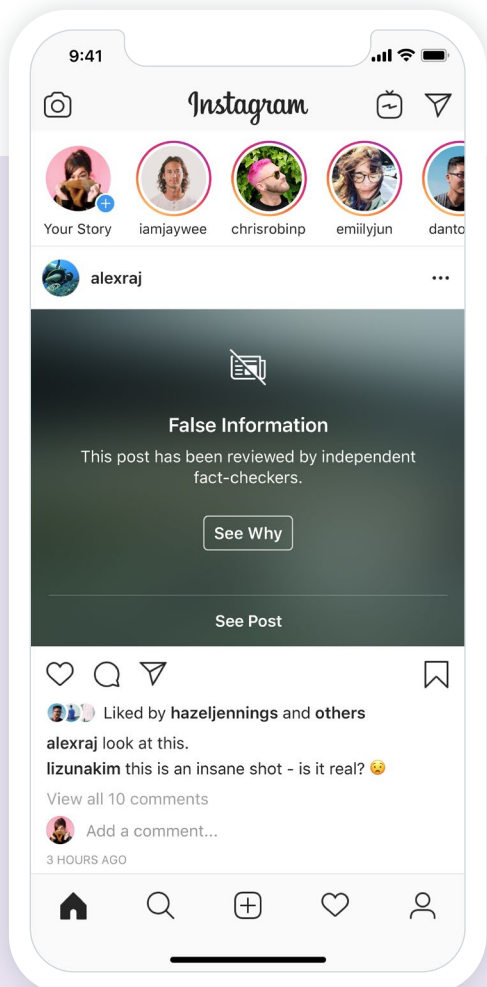 9:41
Instagram
Your Story
iamjaywee
chrisrobinp
emiilyjun
danto
alexraj
False Information
This post has been reviewed by independent
fact-checkers.
See Why
See Post
Liked by hazeljennings and others
alexraj look at this.
lizunakim this is an insane shot - is it real? 😧
View all 10 comments
Add a comment...
3 HOURS AGO